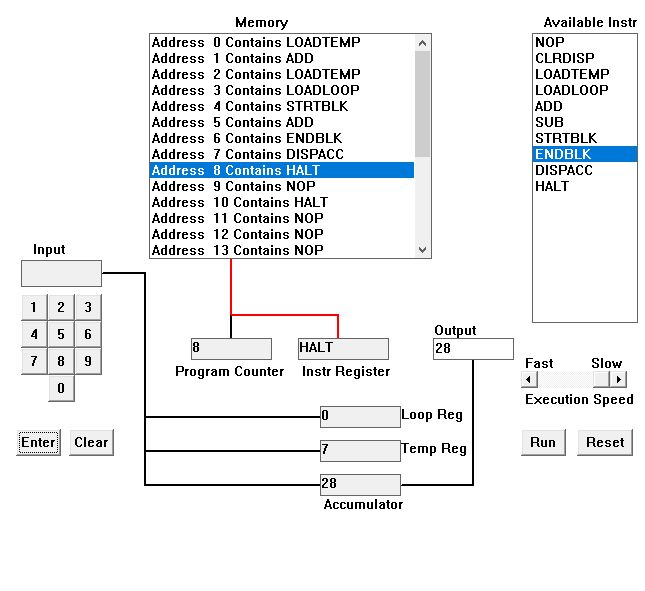 Memory
Available Instr
Address 0 Contains LOADTEMP
Address 1 Contains ADD
Address 2 Contains LOADTEMP
Address 3 Contains LOADLOOP
Address 4 Contains STRTBLK
Address 5 Contains ADD
Address 6 Contains ENDBLK
Address 7 Contains DISPACC
Address 8 Contains HALT
Address 9 Contains NOP
Address 10 Contains HALT
Address 11 Contains NOP
Address 12 Contains NOP
Address 13 Contains NOP
NOP
CLRDISP
LOADTEMP
LOADLOOP
ADD
SUB
STRTBLK
ENDBLK
DISPACC
HALT
Input
1 2 3
4 5 6
7 8 9
0
Enter Clear
8
Program Counter
HALT
Instr Register
Output
28
Fast Slow
Execution Speed
Run Reset
0 Loop Reg
7 Temp Reg
28
Accumulator